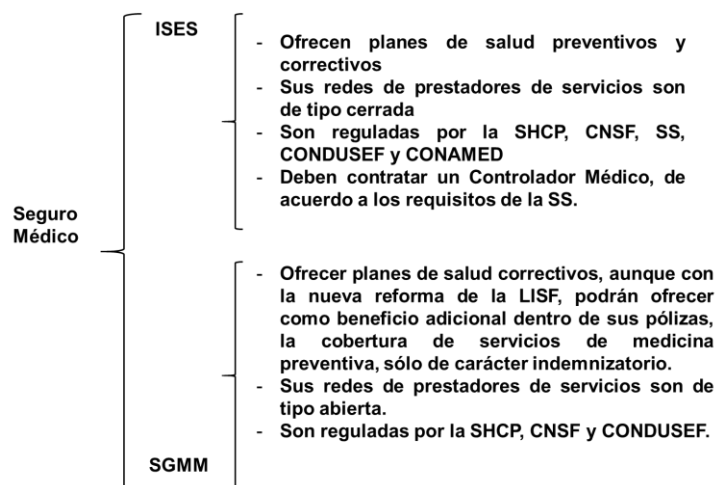 ISES
- Ofrecen planes de salud preventivos y
correctivos
- Sus redes de prestadores de servicios son
de tipo cerrada
- Son reguladas por la SHCP, CNSF, SS,
CONDUSEF y CONAMED
- Deben contratar un Controlador Médico, de
acuerdo a los requisitos de la SS.
Seguro
Médico
- Ofrecer planes de salud correctivos, aunque con
la nueva reforma de la LISF, podrán ofrecer
como beneficio adicional dentro de sus pólizas,
la cobertura de servicios de medicina
preventiva, sólo de carácter indemnizatorio.
- Sus redes de prestadores de servicios son de
tipo abierta.
- Son reguladas por la SHCP, CNSF y CONDUSEF.
SGMM